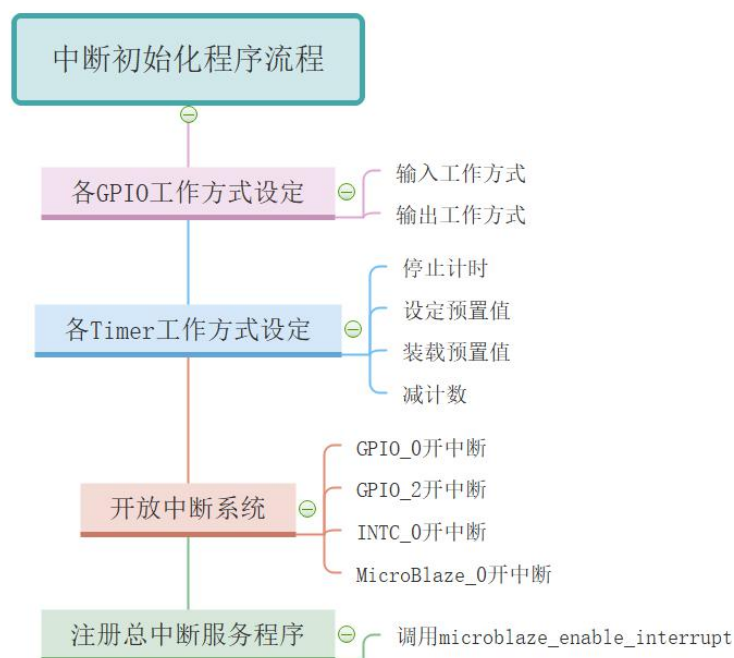 中断初始化程序流程
各GPIO工作方式设定
输入工作方式
输出工作方式
各Timer工作方式设定
停止计时
设定预置值
装载预置值
减计数
开放中断系统
GPIO_0开中断
GPIO_2开中断
INTC_0开中断
MicroBlaze_0开中断
注册总中断服务程序
调用microblaze_enable_interrupt